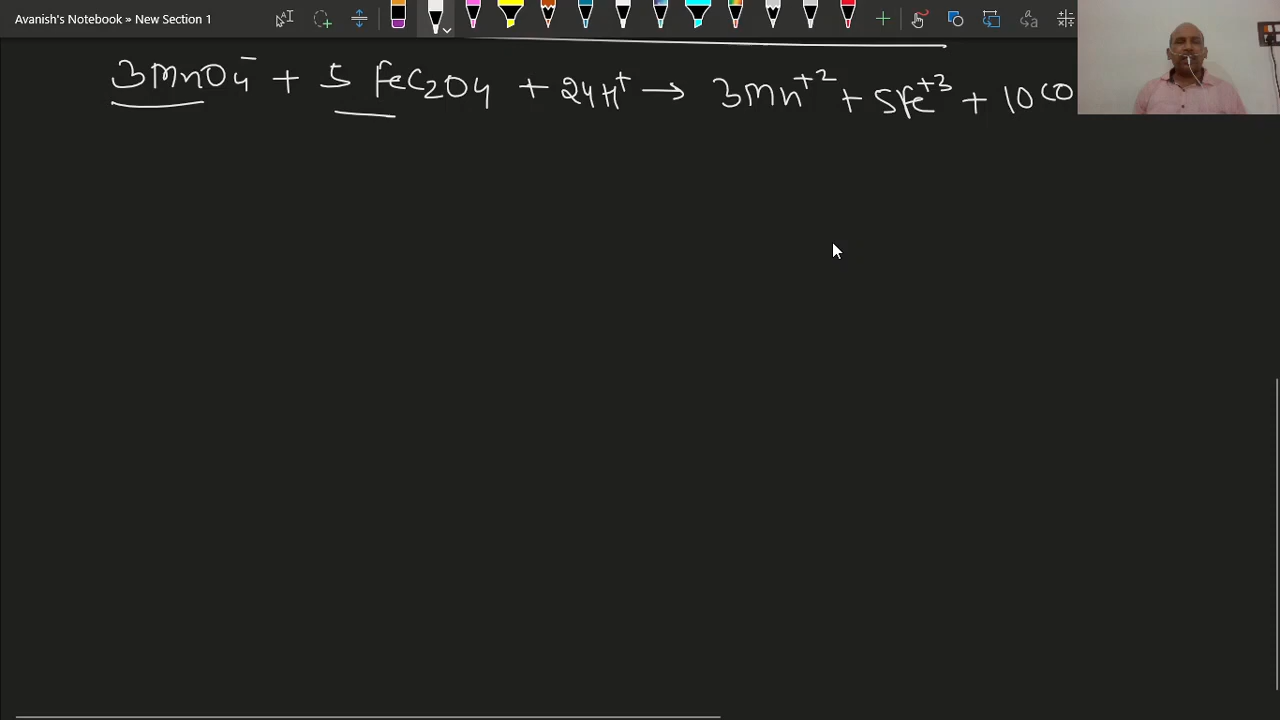 Avanish's Notebook » New Section 1
3MnO4⁻ + 5 FeC2O4 + 24H⁺ → 3Mn⁺² + 5Fe⁺³ + 10CO